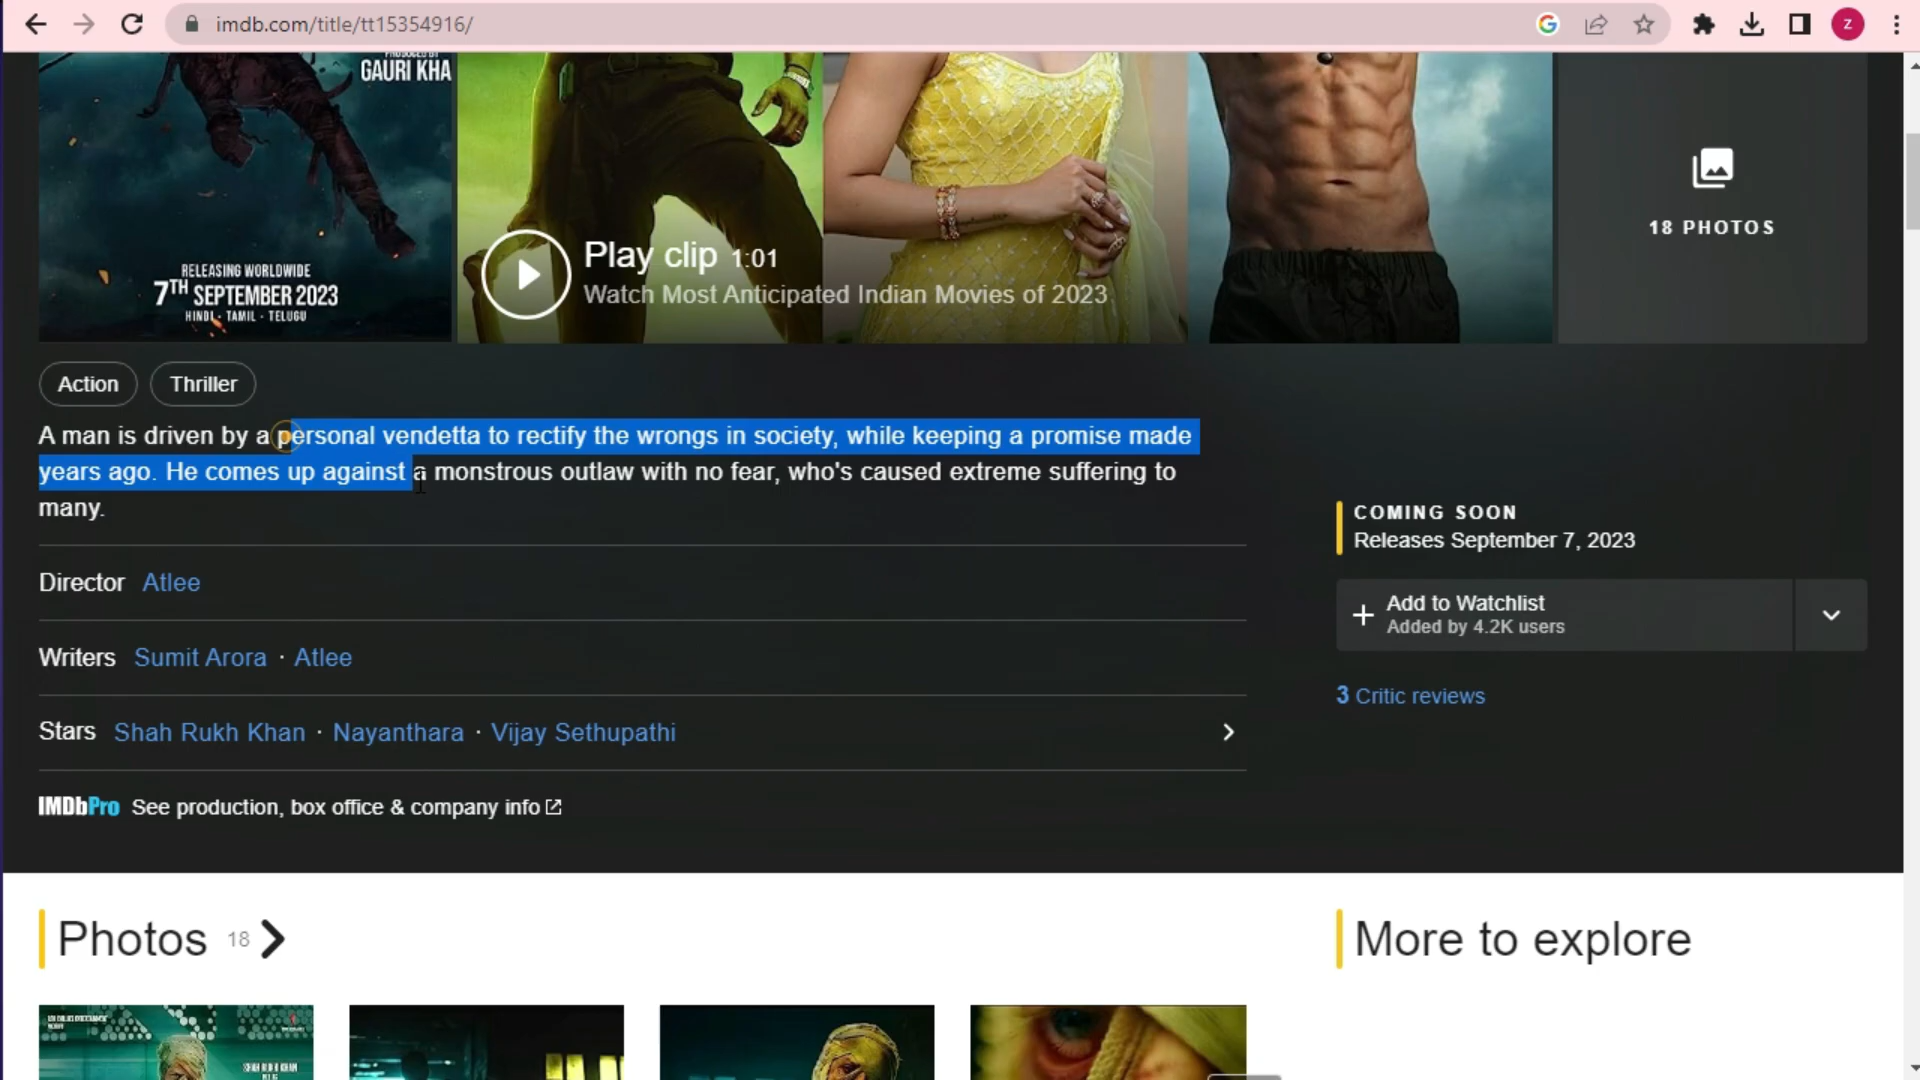 imdb.com/title/tt15354916/
z
GAURI KHA
RELEASING WORLDWIDE
7TH SEPTEMBER 2023
HINDI · TAMIL · TELUGU
Play clip 1:01
Watch Most Anticipated Indian Movies of 2023
18 PHOTOS
Action
Thriller
A man is driven by a personal vendetta to rectify the wrongs in society, while keeping a promise made
years ago. He comes up against a monstrous outlaw with no fear, who's caused extreme suffering to
many.
Director Atlee
Writers Sumit Arora · Atlee
Stars Shah Rukh Khan · Nayanthara · Vijay Sethupathi
IMDbPro See production, box office & company info
COMING SOON
Releases September 7, 2023
Add to Watchlist
Added by 4.2K users
3 Critic reviews
Photos 18
More to explore
SHAH RUKH KHAN